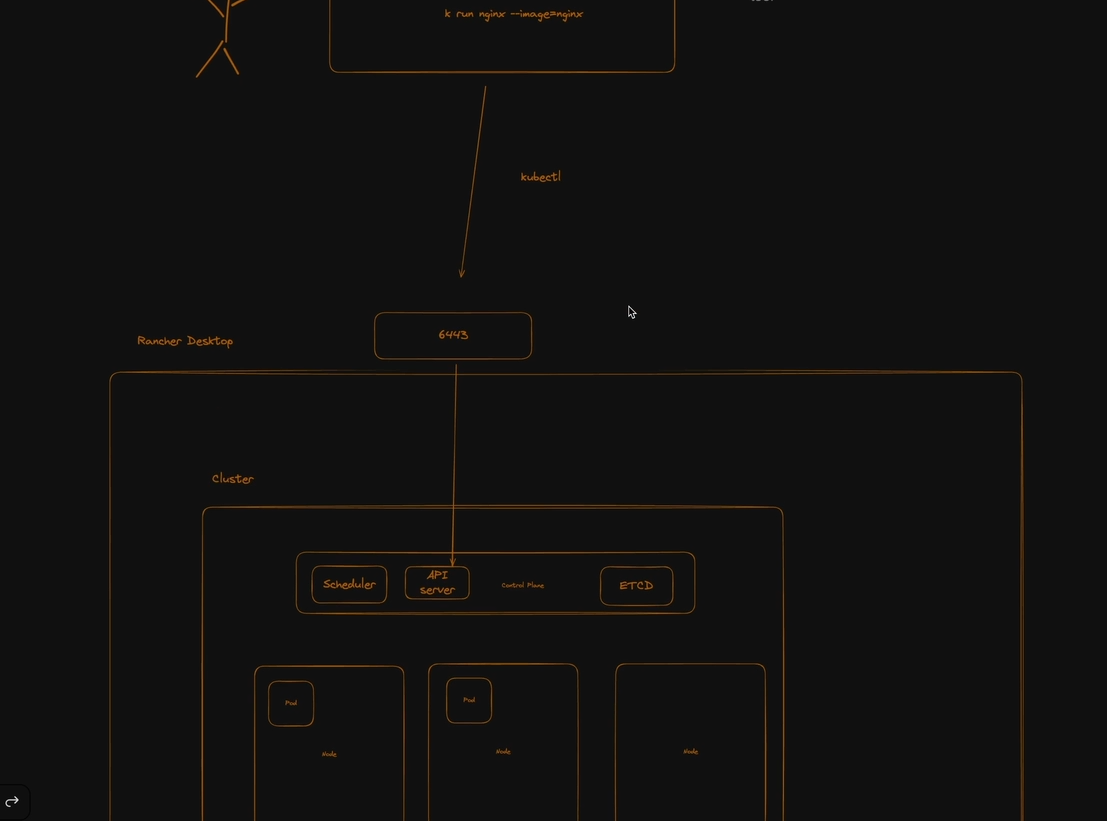 k run nginx --image=nginx
kubectl
6443
Rancher Desktop
Cluster
Scheduler
API
server
Control Plane
ETCD
Pod
Pod
Node
Node
Node